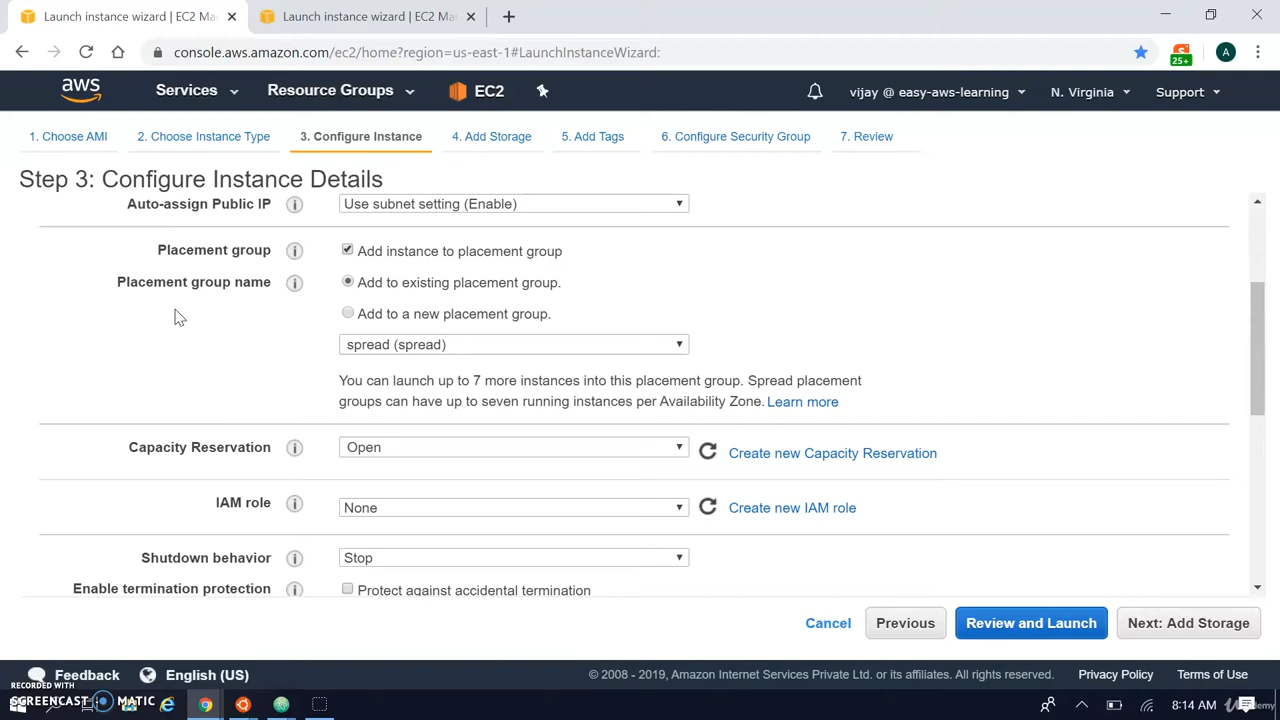 Launch instance wizard | EC2 Ma
Launch instance wizard | EC2 M
console.aws.amazon.com/ec2/home?region=us-east-1#LaunchInstanceWizard:
25+
A
aws
Services
Resource Groups
EC2
vijay @ easy-aws-learning
N. Virginia
Support
1. Choose AMI
2. Choose Instance Type
3. Configure Instance
4. Add Storage
5. Add Tags
6. Configure Security Group
7. Review
Step 3: Configure Instance Details
Auto-assign Public IP
Use subnet setting (Enable)
Placement group
Add instance to placement group
Placement group name
Add to existing placement group.
Add to a new placement group.
spread (spread)
You can launch up to 7 more instances into this placement group. Spread placement
groups can have up to seven running instances per Availability Zone. Learn more
Capacity Reservation
Open
Create new Capacity Reservation
IAM role
None
Create new IAM role
Shutdown behavior
Stop
Enable termination protection
Protect against accidental termination
Cancel
Previous
Review and Launch
Next: Add Storage
Feedback
English (US)
© 2008 - 2019, Amazon Internet Services Private Ltd. or its affiliates. All rights reserved.
Privacy Policy
Terms of Use
RECORDED WITH
SCREENCAST MATIC
8:14 AM
Udemy